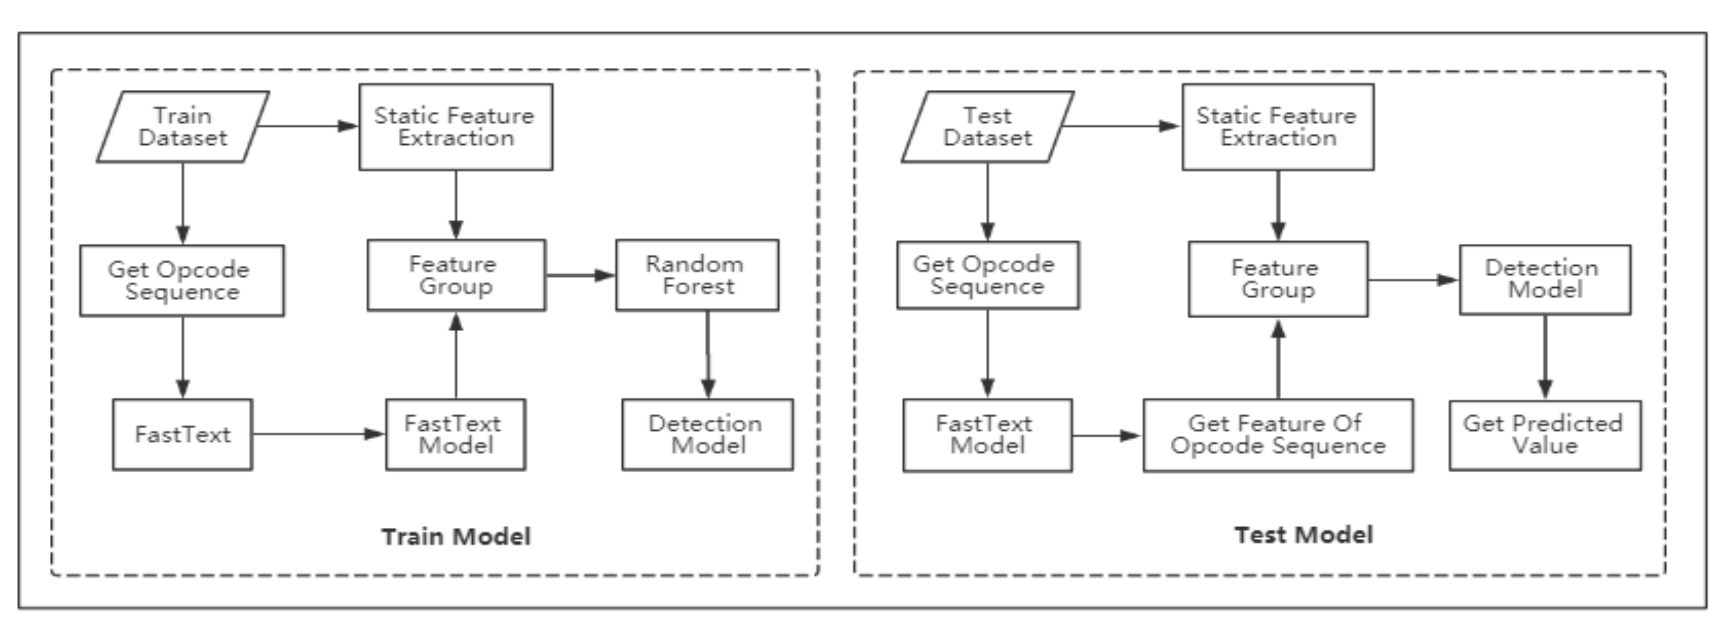 Train
Dataset
Static Feature
Extraction
Get Opcode
Sequence
Feature
Group
Random
Forest
FastText
FastText
Model
Detection
Model
Train Model
Test
Dataset
Static Feature
Extraction
Get Opcode
Sequence
Feature
Group
Detection
Model
FastText
Model
Get Feature Of
Opcode Sequence
Get Predicted
Value
Test Model